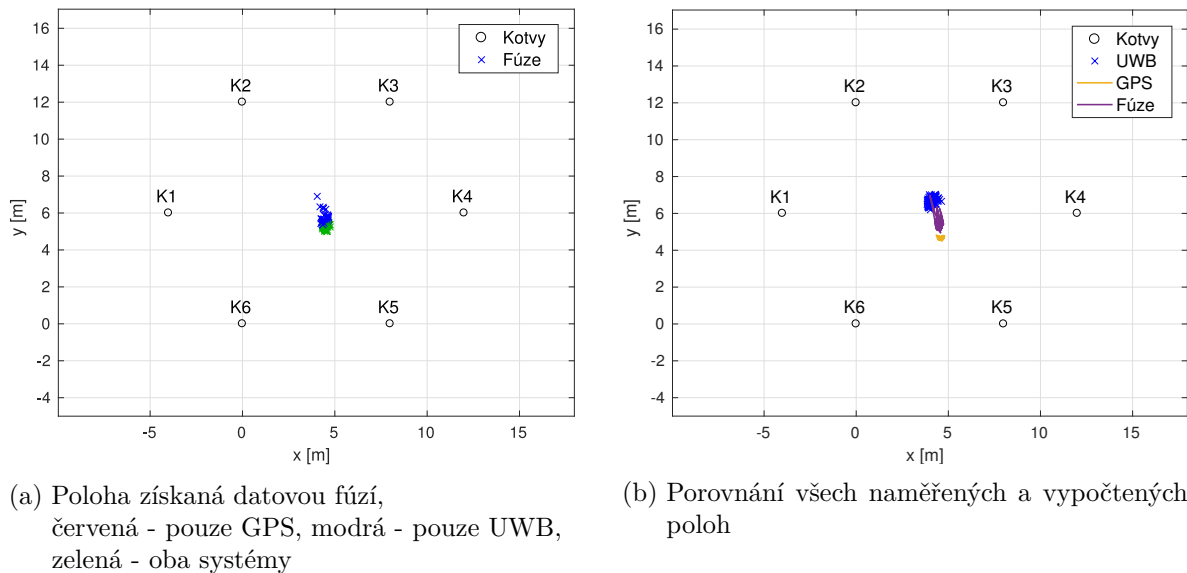 16
14
12
10
8
6
4
2
0
-2
-4
y [m]
-5
0
5
10
15
x [m]
K1
K2
K3
K4
K5
K6
Kotvy
Fúze
(a) Poloha získaná datovou fúzí,
červená - pouze GPS, modrá - pouze UWB,
zelená - oba systémy
16
14
12
10
8
6
4
2
0
-2
-4
y [m]
-5
0
5
10
15
x [m]
K1
K2
K3
K4
K5
K6
Kotvy
UWB
GPS
Fúze
(b) Porovnání všech naměřených a vypočtených
poloh